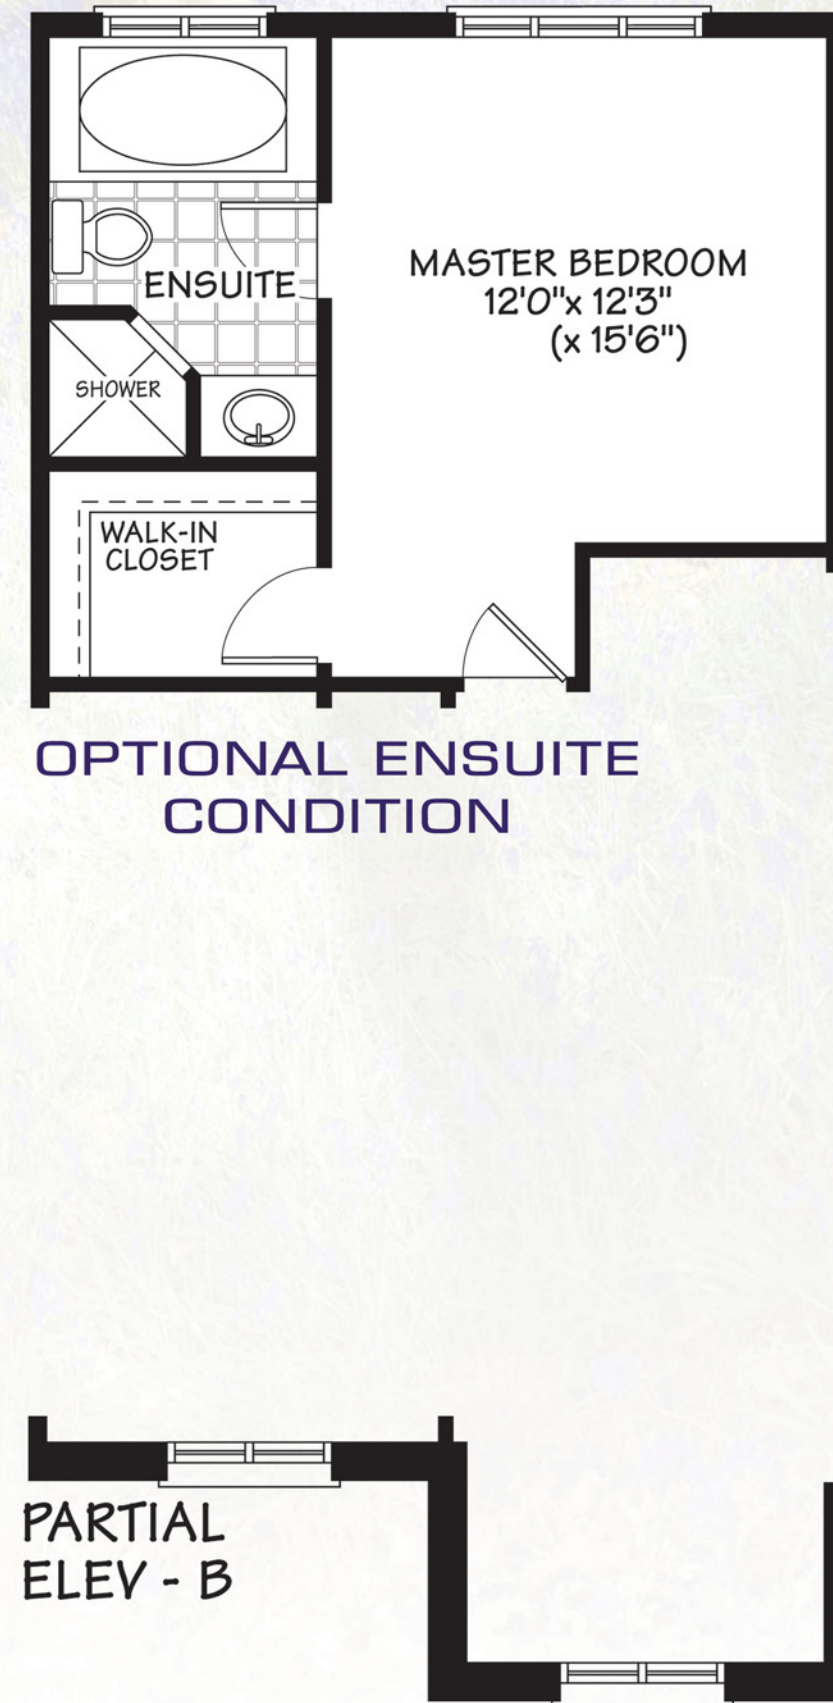 MASTER BEDROOM
12'0"x 12'3"
(x 15'6")
ENSUITE
SHOWER
WALK-IN
CLOSET
OPTIONAL ENSUITE
CONDITION
PARTIAL
ELEV - B